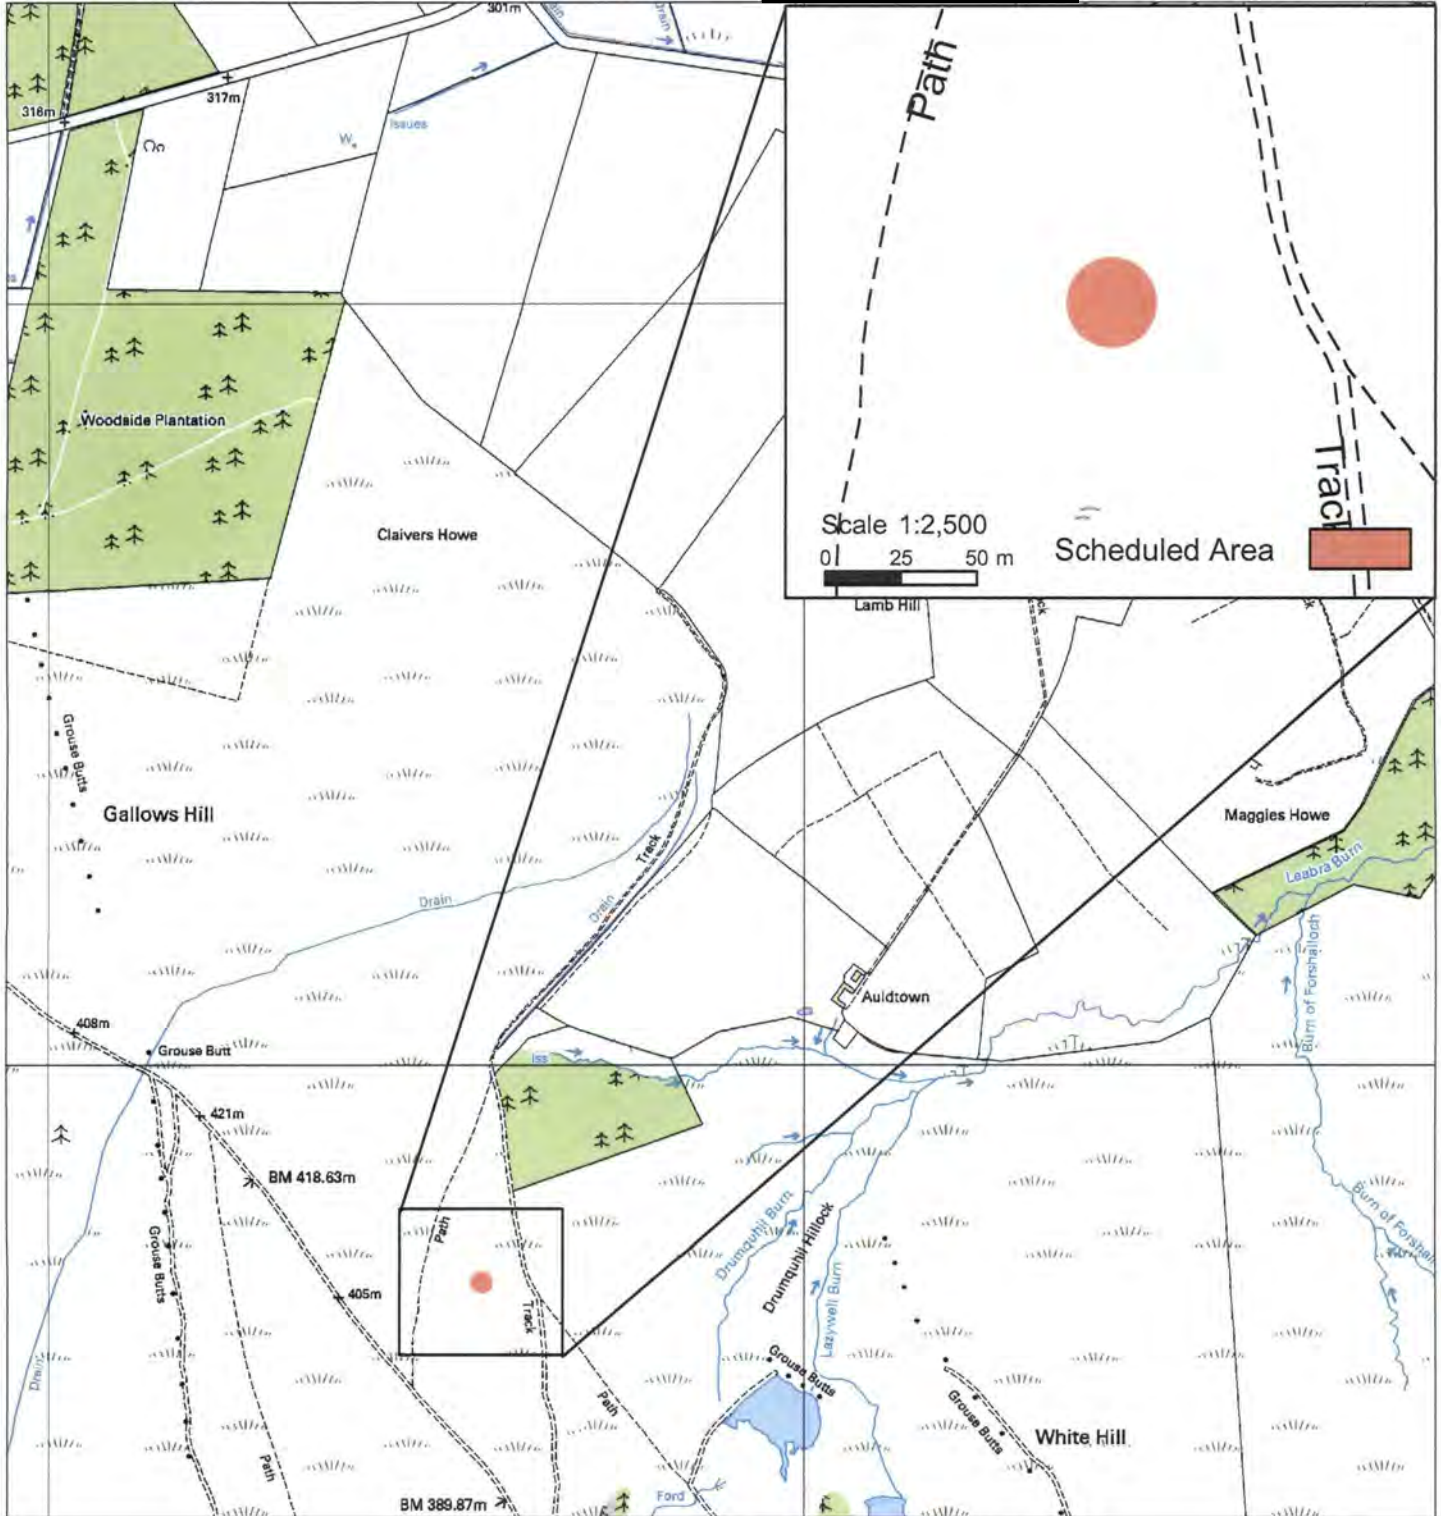 301m
Drain
317m
316m
Issues
W
Path
Woodside Plantation
Claivers Howe
Track
Scale 1:2,500
0 25 50 m
Scheduled Area
Lamb Hill
Grouse Butts
Gallows Hill
Maggies Howe
Leabra Burn
Track
Drain
Drain
Burn of Forshalloch
Auldtown
408m
Grouse Butt
Iss
421m
BM 418.63m
Path
Drumquhil Burn
Drumquhil Hillock
Grouse Butts
405m
Track
Lazywell Burn
Drain
Grouse Butts
Path
Grouse Butts
White Hill
Path
BM 389.87m
Ford